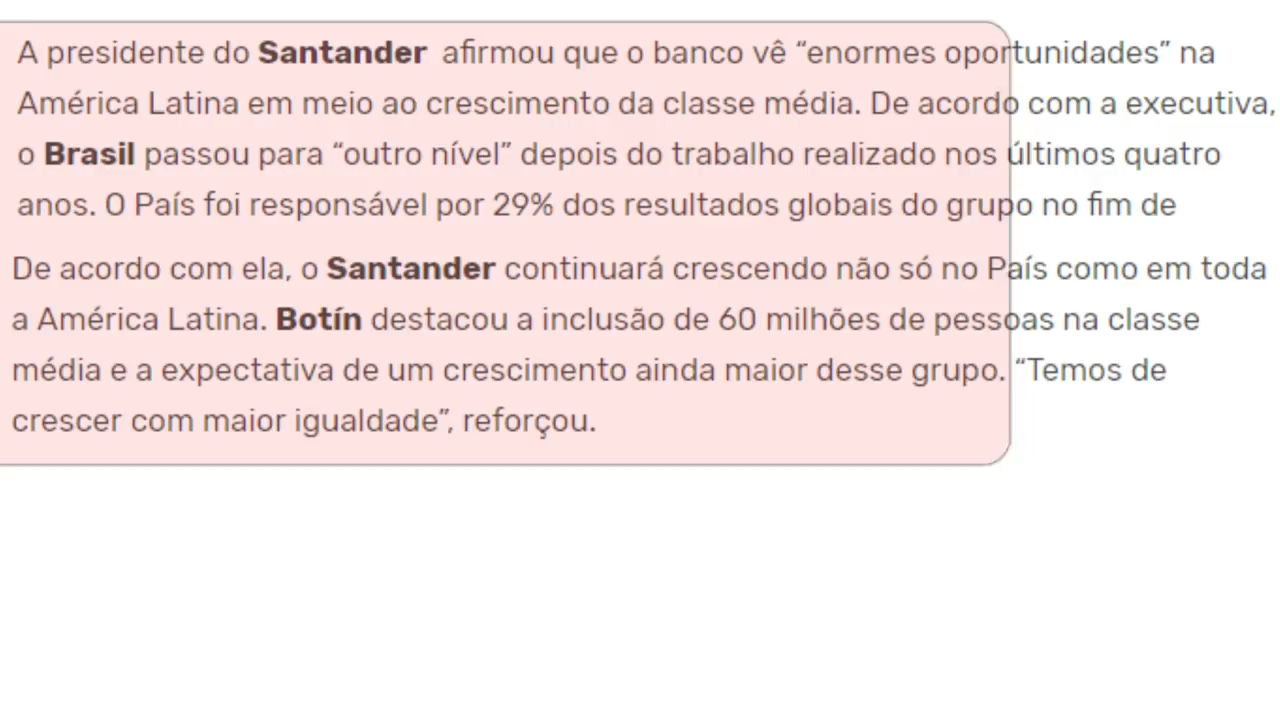 A presidente do Santander afirmou que o banco vê “enormes oportunidades” na
América Latina em meio ao crescimento da classe média. De acordo com a executiva,
o Brasil passou para “outro nível” depois do trabalho realizado nos últimos quatro
anos. O País foi responsável por 29% dos resultados globais do grupo no fim de
De acordo com ela, o Santander continuará crescendo não só no País como em toda
a América Latina. Botín destacou a inclusão de 60 milhões de pessoas na classe
média e a expectativa de um crescimento ainda maior desse grupo. “Temos de
crescer com maior igualdade”, reforçou.